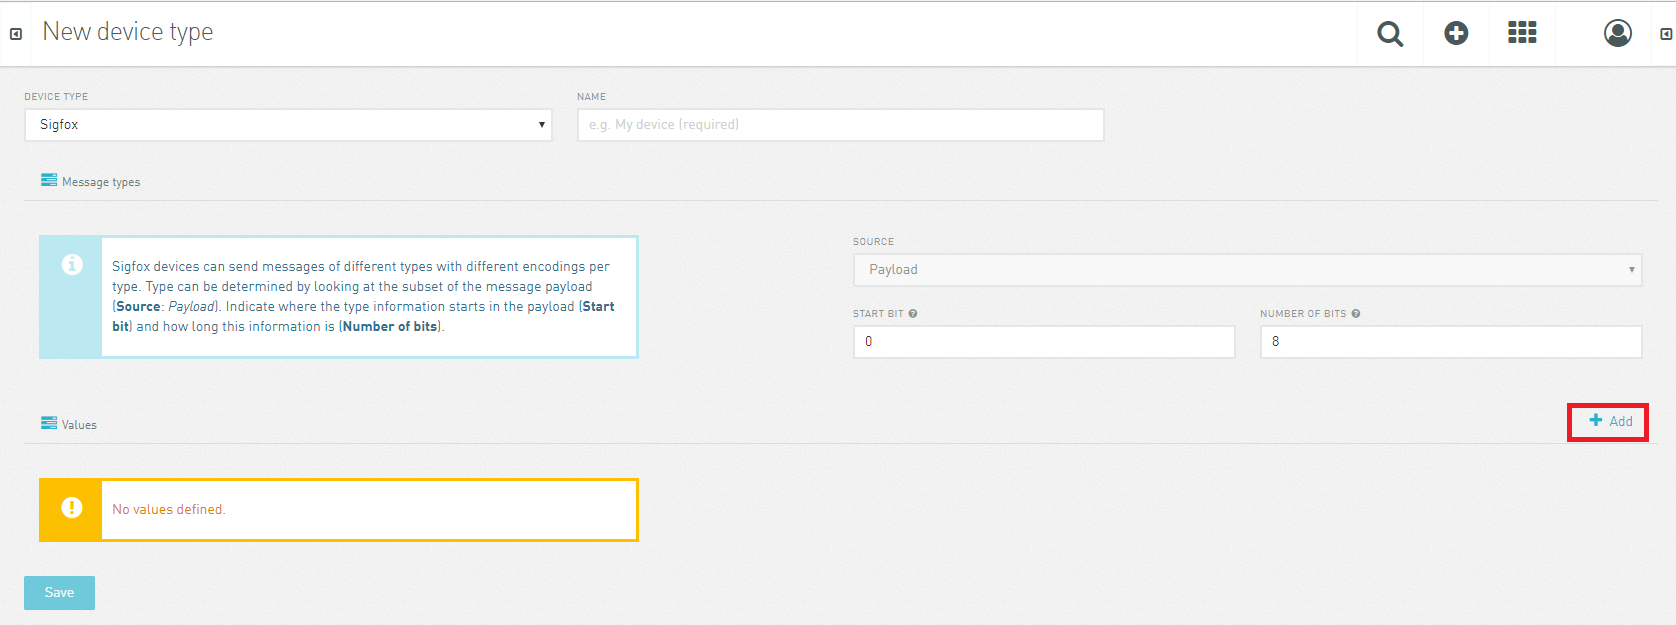 New device type
DEVICE TYPE
NAME
Sigfox
e.g. My device (required)
Message types
Sigfox devices can send messages of different types with different encodings per
type. Type can be determined by looking at the subset of the message payload
(Source: Payload). Indicate where the type information starts in the payload (Start
bit) and how long this information is (Number of bits).
SOURCE
Payload
START BIT
NUMBER OF BITS
0
8
Values
Add
No values defined.
Save